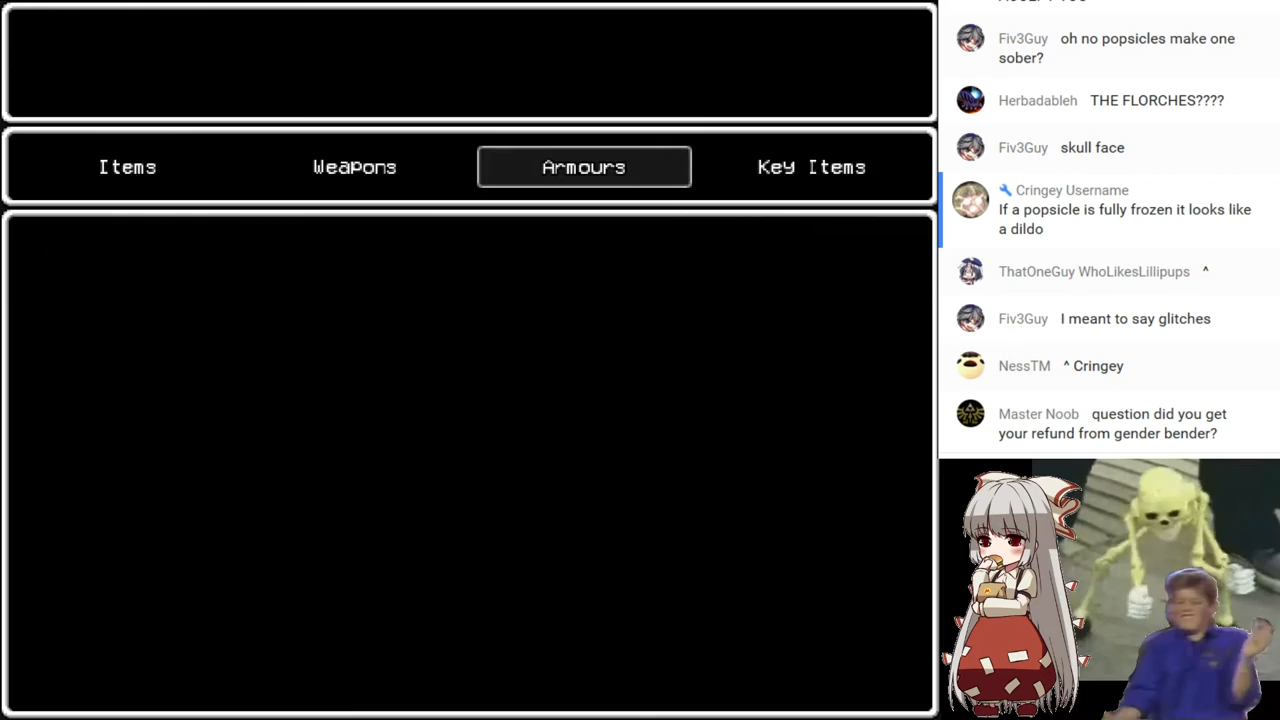 Items Weapons Armours Key Items
Fiv3Guy oh no popsicles make one
sober?
Herbadableh THE FLORCHES????
Fiv3Guy skull face
Cringey Username
If a popsicle is fully frozen it looks like
a dildo
ThatOneGuy WhoLikesLillipups ^
Fiv3Guy I meant to say glitches
NessTM ^ Cringey
Master Noob question did you get
your refund from gender bender?